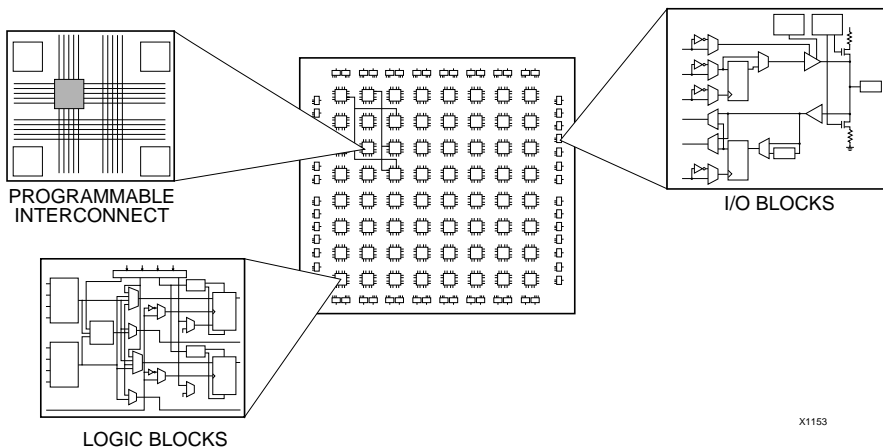 PROGRAMMABLE
INTERCONNECT
I/O BLOCKS
LOGIC BLOCKS
X1153